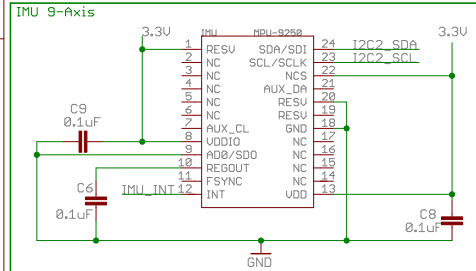 IMU 9-Axis
3.3V
IMU MPU-9250
3.3V
1 RESV SDA/SDI 24 I2C2_SDA
2 NC SCL/SCLK 23 I2C2_SCL
3 NC NCS 22
4 NC AUX_DA 21
5 NC RESV 20
6 NC RESV 19
7 AUX_CL GND 18
8 VDDIO NC 17
9 AD0/SDO NC 16
10 REGOUT NC 15
11 FSYNC NC 14
IMU_INT 12 INT VDD 13
C9
0.1uF
C6
0.1uF
C8
0.1uF
GND